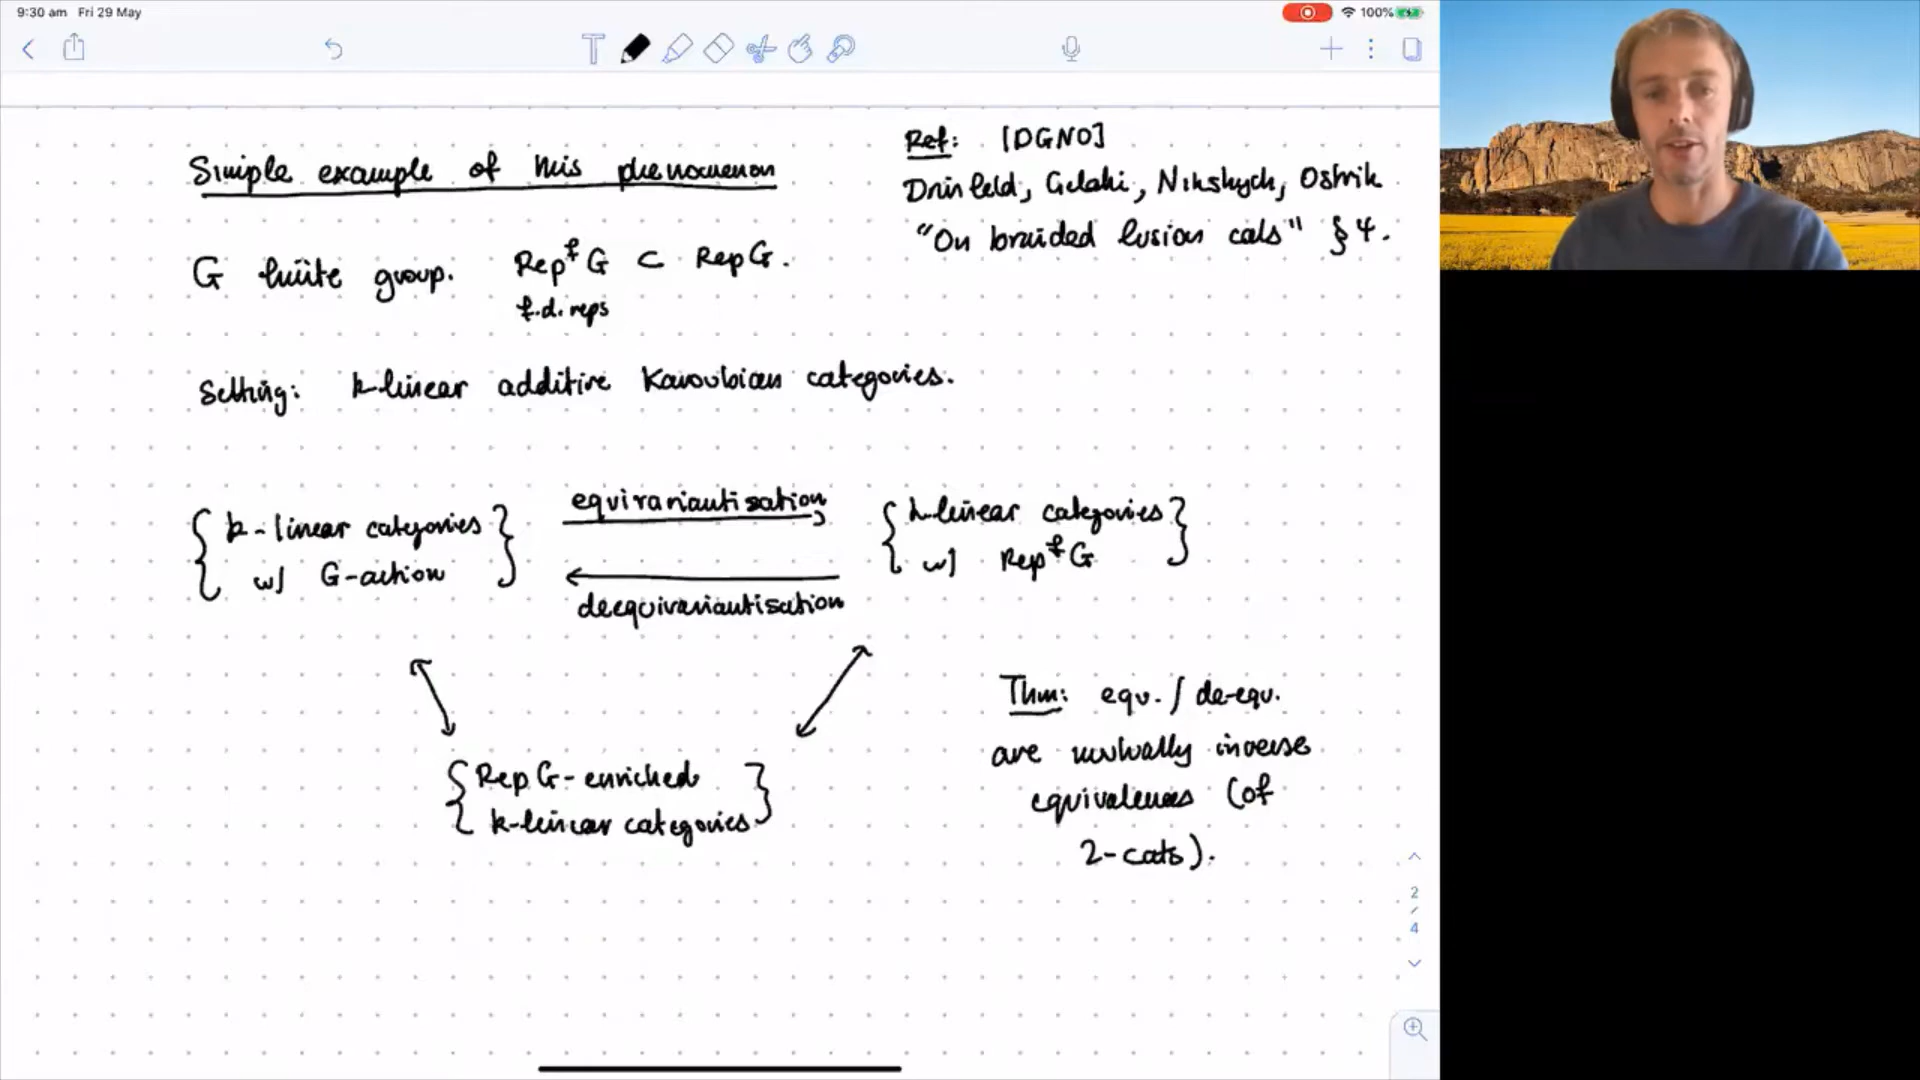 9:30 am Fri 29 May
100%
Simple example of this phenomenon
Ref: [DGNO]
Drinfeld, Gelaki, Nikshych, Ostrik
"On braided fusion cats" § 4.
G finite group. Rep^f G ⊂ Rep G.
f.d. reps
Setting: k-linear additive Karoubian categories.
{ k-linear categories w/ G-action }
equivariantisation
deequivariantisation
{ k-linear categories w/ Rep^f G }
{ Rep G-enriched k-linear categories }
Thm: equ. / de-equ.
are mutually inverse
equivalences (of
2-cats).
2
/
4